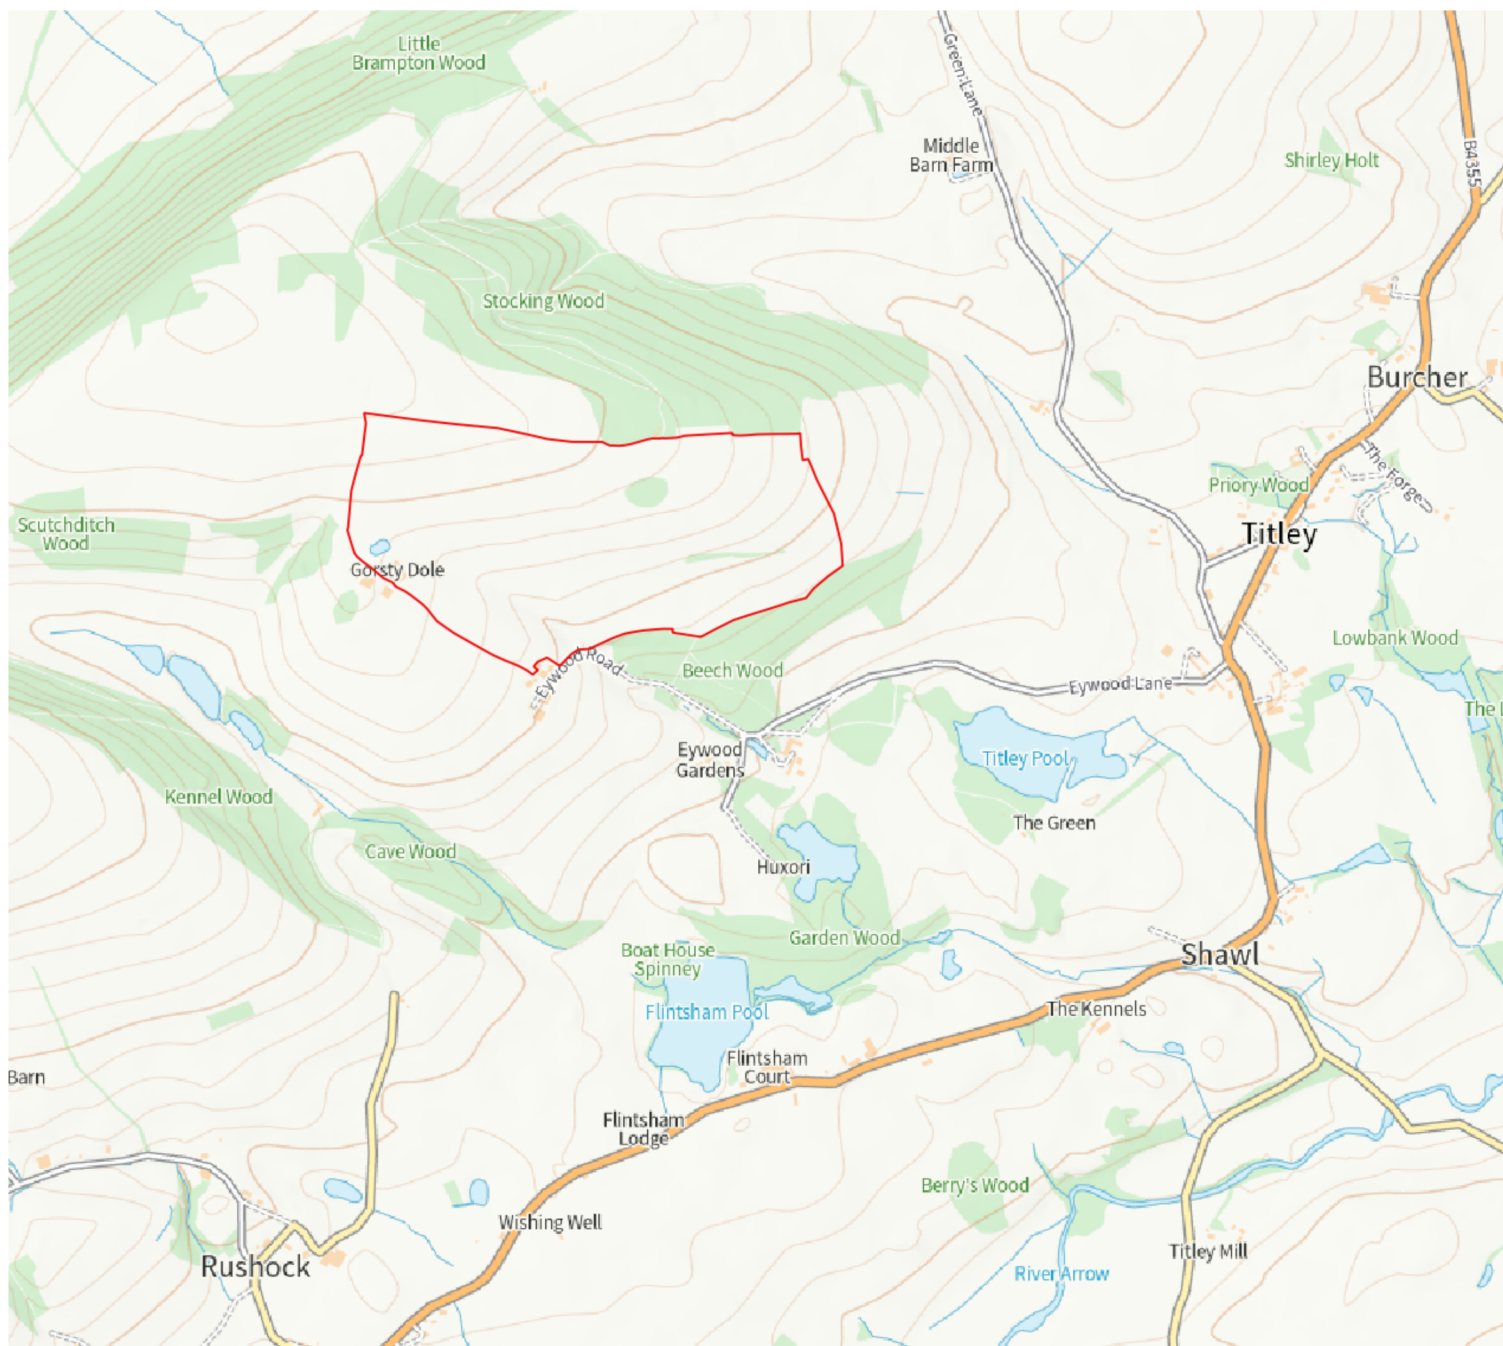 Little
Brampton Wood
Green Lane
Middle
Barn Farm
B4355
Shirley Holt
Stocking Wood
Burcher
The Forge
Priory Wood
Titley
Scutchditch
Wood
Gorsty Dole
Lowbank Wood
Eywood Road
Beech Wood
Eywood Lane
Eywood
Gardens
Titley Pool
Kennel Wood
The Green
Cave Wood
Huxori
Garden Wood
Boat House
Spinney
Shawl
Flintsham Pool
The Kennels
Flintsham
Court
Barn
Flintsham
Lodge
Berry's Wood
Wishing Well
Titley Mill
Rushock
River Arrow